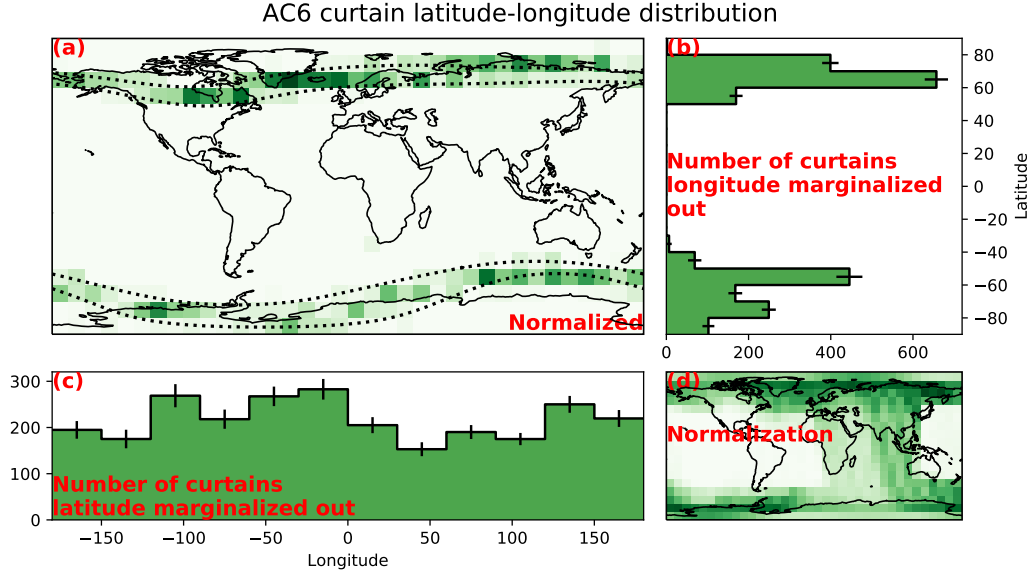 AC6 curtain latitude-longitude distribution
(a)
Normalized
(b)
Number of curtains
longitude marginalized
out
80
60
40
20
0
−20
−40
−60
−80
Latitude
0
200
400
600
(c)
300
200
100
0
Number of curtains
latitude marginalized out
−150
−100
−50
0
50
100
150
Longitude
(d)
Normalization